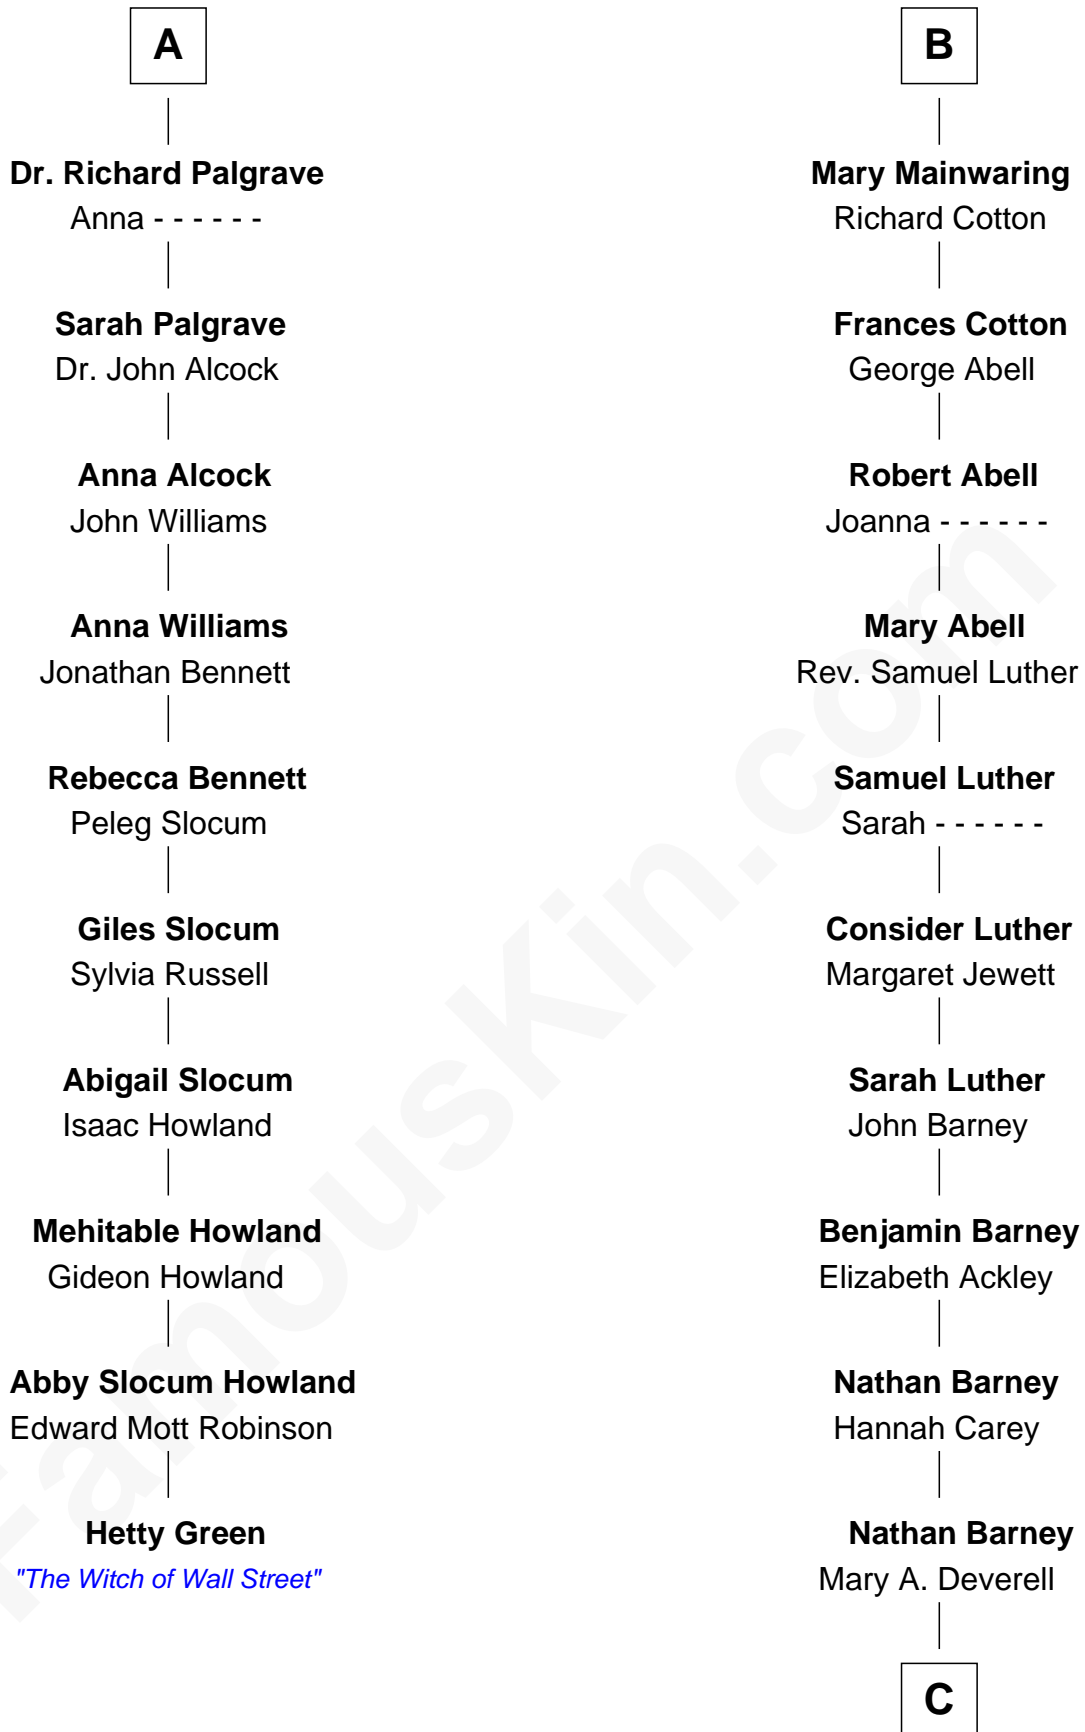 A
Dr. Richard Palgrave
Anna - - - - - -
Sarah Palgrave
Dr. John Alcock
Anna Alcock
John Williams
Anna Williams
Jonathan Bennett
Rebecca Bennett
Peleg Slocum
Giles Slocum
Sylvia Russell
Abigail Slocum
Isaac Howland
Mehitable Howland
Gideon Howland
Abby Slocum Howland
Edward Mott Robinson
Hetty Green
"The Witch of Wall Street"
B
Mary Mainwaring
Richard Cotton
Frances Cotton
George Abell
Robert Abell
Joanna - - - - - -
Mary Abell
Rev. Samuel Luther
Samuel Luther
Sarah - - - - - -
Consider Luther
Margaret Jewett
Sarah Luther
John Barney
Benjamin Barney
Elizabeth Ackley
Nathan Barney
Hannah Carey
Nathan Barney
Mary A. Deverell
C
FamousKin.com